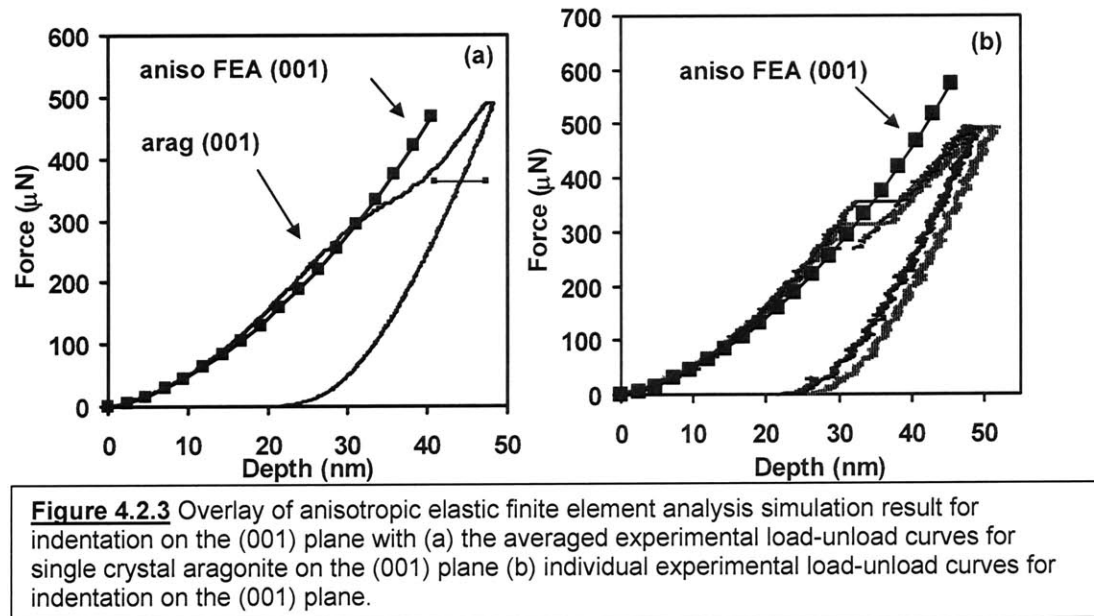 600
500
400
300
200
100
0
Force (μN)
(a)
aniso FEA (001)
arag (001)
0 10 20 30 40 50
Depth (nm)
700
600
500
400
300
200
100
0
Force (μN)
(b)
aniso FEA (001)
0 10 20 30 40 50
Depth (nm)
Figure 4.2.3 Overlay of anisotropic elastic finite element analysis simulation result for
indentation on the (001) plane with (a) the averaged experimental load-unload curves for
single crystal aragonite on the (001) plane (b) individual experimental load-unload curves for
indentation on the (001) plane.